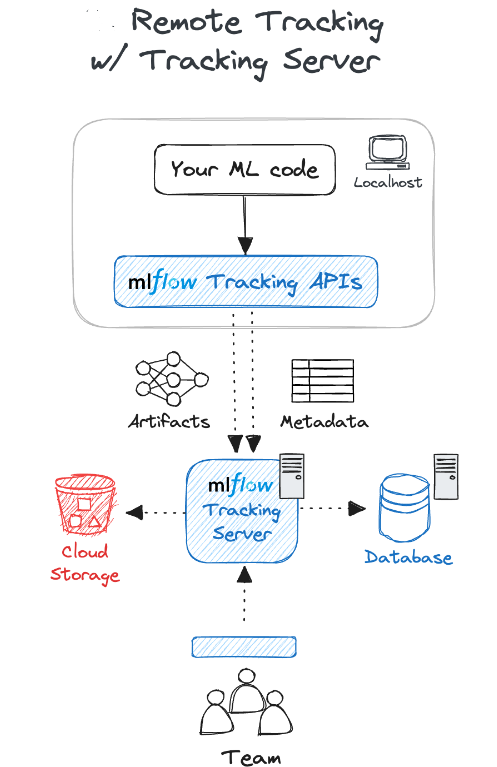 Remote Tracking
w/ Tracking Server
Your ML code
Localhost
mlflow Tracking APIs
Artifacts
Metadata
mlflow
Tracking
Server
Cloud
Storage
Database
Team